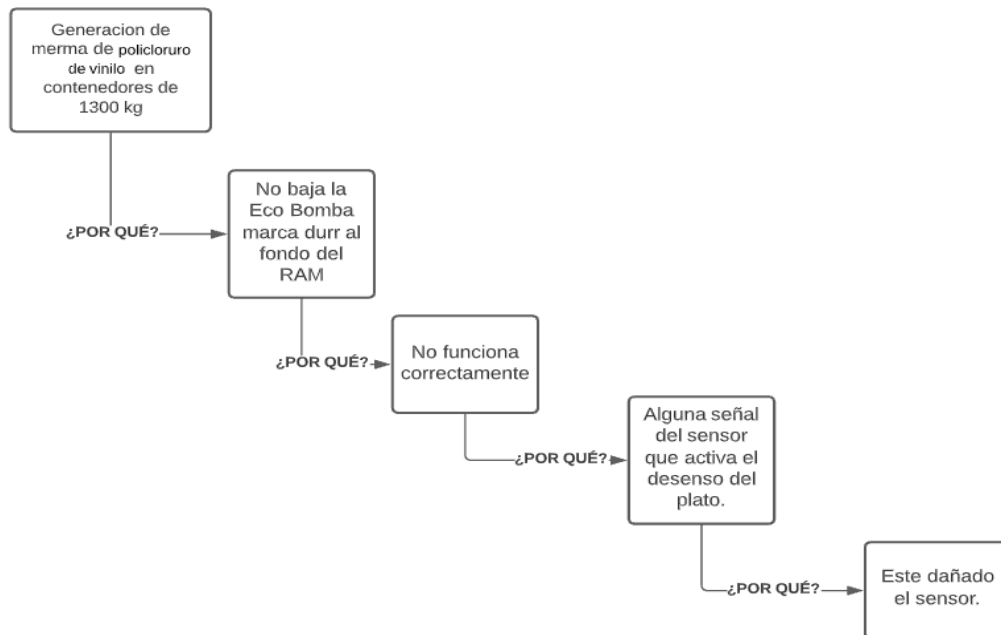 Generacion de
merma de policloruro
de vinilo en
contenedores de
1300 kg
¿POR QUÉ?
No baja la
Eco Bomba
marca durr al
fondo del
RAM
¿POR QUÉ?
No funciona
correctamente
¿POR QUÉ?
Alguna señal
del sensor
que activa el
desenso del
plato.
¿POR QUÉ?
Este dañado
el sensor.